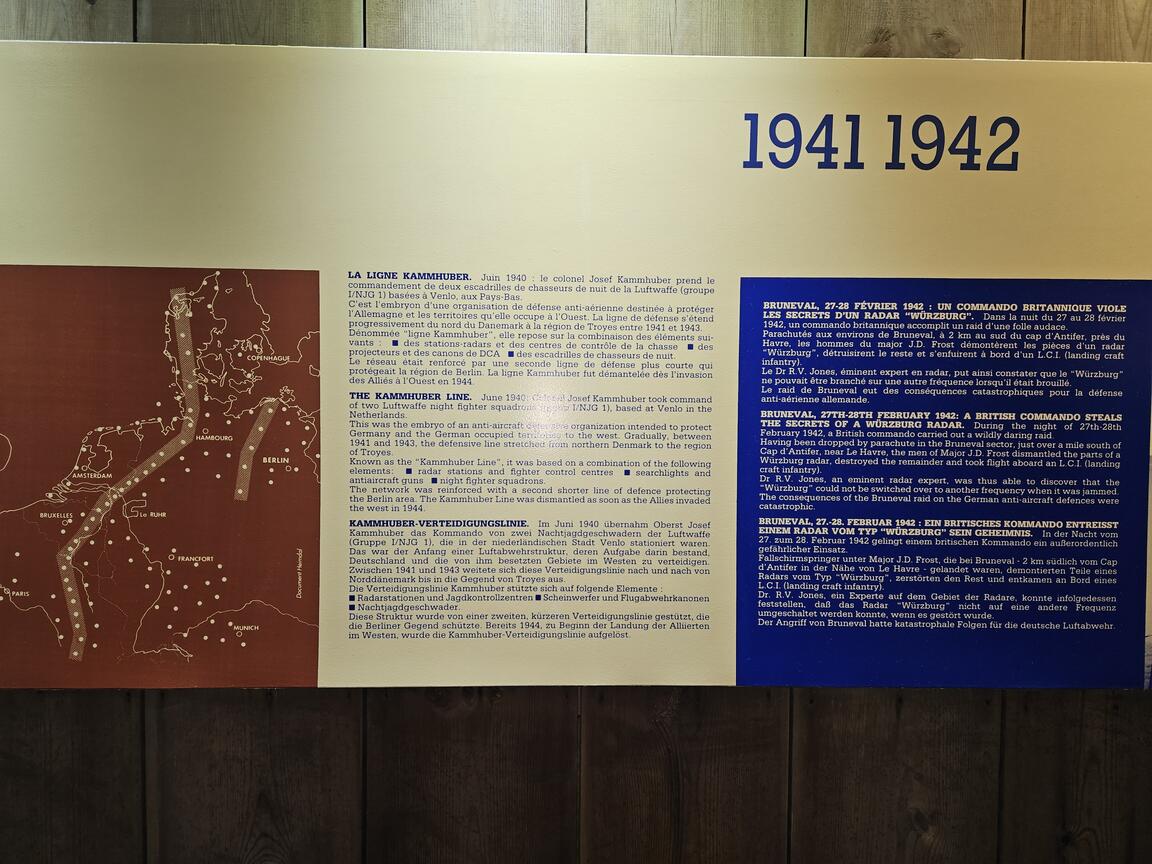 1941 1942
COPENHAGUE
HAMBOURG
BERLIN
AMSTERDAM
BRUXELLES
La RUHR
FRANCFORT
PARIS
MUNICH
Document Heimdal
LA LIGNE KAMMHUBER. Juin 1940 : le colonel Josef Kammhuber prend le
commandement de deux escadrilles de chasseurs de nuit de la Luftwaffe (groupe
I/NJG 1) basées à Venlo, aux Pays-Bas.
C'est l'embryon d'une organisation de défense anti-aérienne destinée à protéger
l'Allemagne et les territoires qu'elle occupe à l'Ouest. La ligne de défense s'étend
progressivement du nord du Danemark à la région de Troyes entre 1941 et 1943.
Dénommée "ligne Kammhuber", elle repose sur la combinaison des éléments sui-
vants : ■ des stations-radars et des centres de contrôle de la chasse ■ des
projecteurs et des canons de DCA ■ des escadrilles de chasseurs de nuit.
Le réseau était renforcé par une seconde ligne de défense plus courte qui
protégeait la région de Berlin. La ligne Kammhuber fut démantelée dès l'invasion
des Alliés à l'Ouest en 1944.
THE KAMMHUBER LINE. June 1940: Colonel Josef Kammhuber took command
of two Luftwaffe night fighter squadrons (group I/NJG 1), based at Venlo in the
Netherlands.
This was the embryo of an anti-aircraft defensive organization intended to protect
Germany and the German occupied territories to the west. Gradually, between
1941 and 1943, the defensive line stretched from northern Denmark to the region
of Troyes.
Known as the "Kammhuber Line", it was based on a combination of the following
elements: ■ radar stations and fighter control centres ■ searchlights and
antiaircraft guns ■ night fighter squadrons.
The network was reinforced with a second shorter line of defence protecting
the Berlin area. The Kammhuber Line was dismantled as soon as the Allies invaded
the west in 1944.
KAMMHUBER-VERTEIDIGUNGSLINIE. Im Juni 1940 übernahm Oberst Josef
Kammhuber das Kommando von zwei Nachtjagdgeschwadern der Luftwaffe
(Gruppe I/NJG 1), die in der niederländischen Stadt Venlo stationiert waren.
Das war der Anfang einer Luftabwehrstruktur, deren Aufgabe darin bestand,
Deutschland und die von ihm besetzten Gebiete im Westen zu verteidigen.
Zwischen 1941 und 1943 weitete sich diese Verteidigungslinie nach und nach von
Norddänemark bis in die Gegend von Troyes aus.
Die Verteidigungslinie Kammhuber stützte sich auf folgende Elemente :
■ Radarstationen und Jagdkontrollzentren ■ Scheinwerfer und Flugabwehrkanonen
■ Nachtjagdgeschwader.
Diese Struktur wurde von einer zweiten, kürzeren Verteidigungslinie gestützt, die
die Berliner Gegend schützte. Bereits 1944, zu Beginn der Landung der Alliierten
im Westen, wurde die Kammhuber-Verteidigungslinie aufgelöst.
BRUNEVAL, 27-28 FÉVRIER 1942 : UN COMMANDO BRITANNIQUE VIOLE
LES SECRETS D'UN RADAR "WÜRZBURG". Dans la nuit du 27 au 28 février
1942, un commando britannique accomplit un raid d'une folle audace.
Parachutés aux environs de Bruneval, à 2 km au sud du cap d'Antifer, près du
Havre, les hommes du major J.D. Frost démontèrent les pièces d'un radar
"Würzburg", détruisirent le reste et s'enfuirent à bord d'un L.C.I. (landing craft
infantry).
Le Dr R.V. Jones, éminent expert en radar, put ainsi constater que le "Würzburg"
ne pouvait être branché sur une autre fréquence lorsqu'il était brouillé.
Le raid de Bruneval eut des conséquences catastrophiques pour la défense
anti-aérienne allemande.
BRUNEVAL, 27TH-28TH FEBRUARY 1942: A BRITISH COMMANDO STEALS
THE SECRETS OF A WÜRZBURG RADAR. During the night of 27th-28th
February 1942, a British commando carried out a wildly daring raid.
Having been dropped by parachute in the Bruneval sector, just over a mile south of
Cap d'Antifer, near Le Havre, the men of Major J.D. Frost dismantled the parts of a
Würzburg radar, destroyed the remainder and took flight aboard an L.C.I. (landing
craft infantry).
Dr R.V. Jones, an eminent radar expert, was thus able to discover that the
"Würzburg" could not be switched over to another frequency when it was jammed.
The consequences of the Bruneval raid on the German anti-aircraft defences were
catastrophic.
BRUNEVAL, 27.-28. FEBRUAR 1942 : EIN BRITISCHES KOMMANDO ENTREISST
EINEM RADAR VOM TYP "WÜRZBURG" SEIN GEHEIMNIS. In der Nacht vom
27. zum 28. Februar 1942 gelingt einem britischen Kommando ein außerordentlich
gefährlicher Einsatz.
Fallschirmspringer unter Major J.D. Frost, die bei Bruneval - 2 km südlich vom Cap
d'Antifer in der Nähe von Le Havre - gelandet waren, demontierten Teile eines
Radars vom Typ "Würzburg", zerstörten den Rest und entkamen an Bord eines
L.C.I. (landing craft infantry).
Dr. R.V. Jones, ein Experte auf dem Gebiet der Radare, konnte infolgedessen
feststellen, daß das Radar "Würzburg" nicht auf eine andere Frequenz
umgeschaltet werden konnte, wenn es gestört wurde.
Der Angriff von Bruneval hatte katastrophale Folgen für die deutsche Luftabwehr.